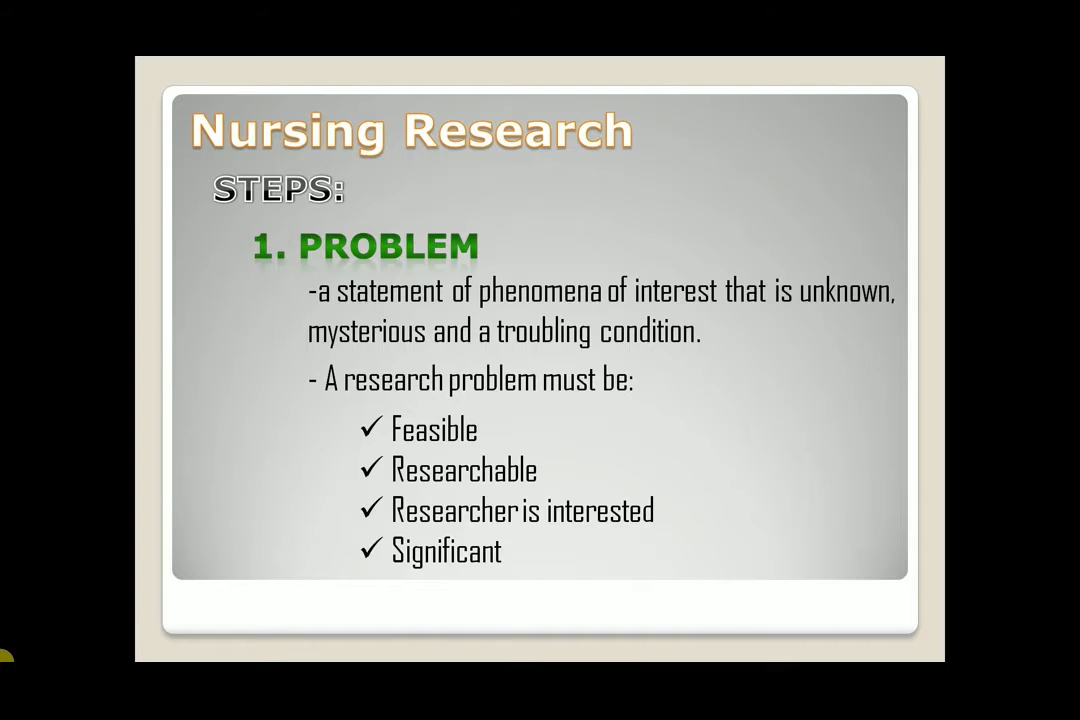 Nursing Research
STEPS:
1. PROBLEM
-a statement of phenomena of interest that is unknown,
mysterious and a troubling condition.
- A research problem must be:
✓ Feasible
✓ Researchable
✓ Researcher is interested
✓ Significant